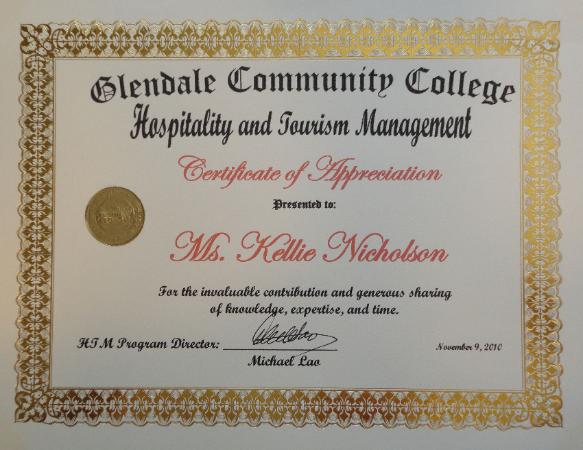 Glendale Community College
Hospitality and Tourism Management
Certificate of Appreciation
Presented to:
Ms. Kellie Nicholson
For the invaluable contribution and generous sharing
of knowledge, expertise, and time.
HTM Program Director:
Michael Lao
November 9, 2010